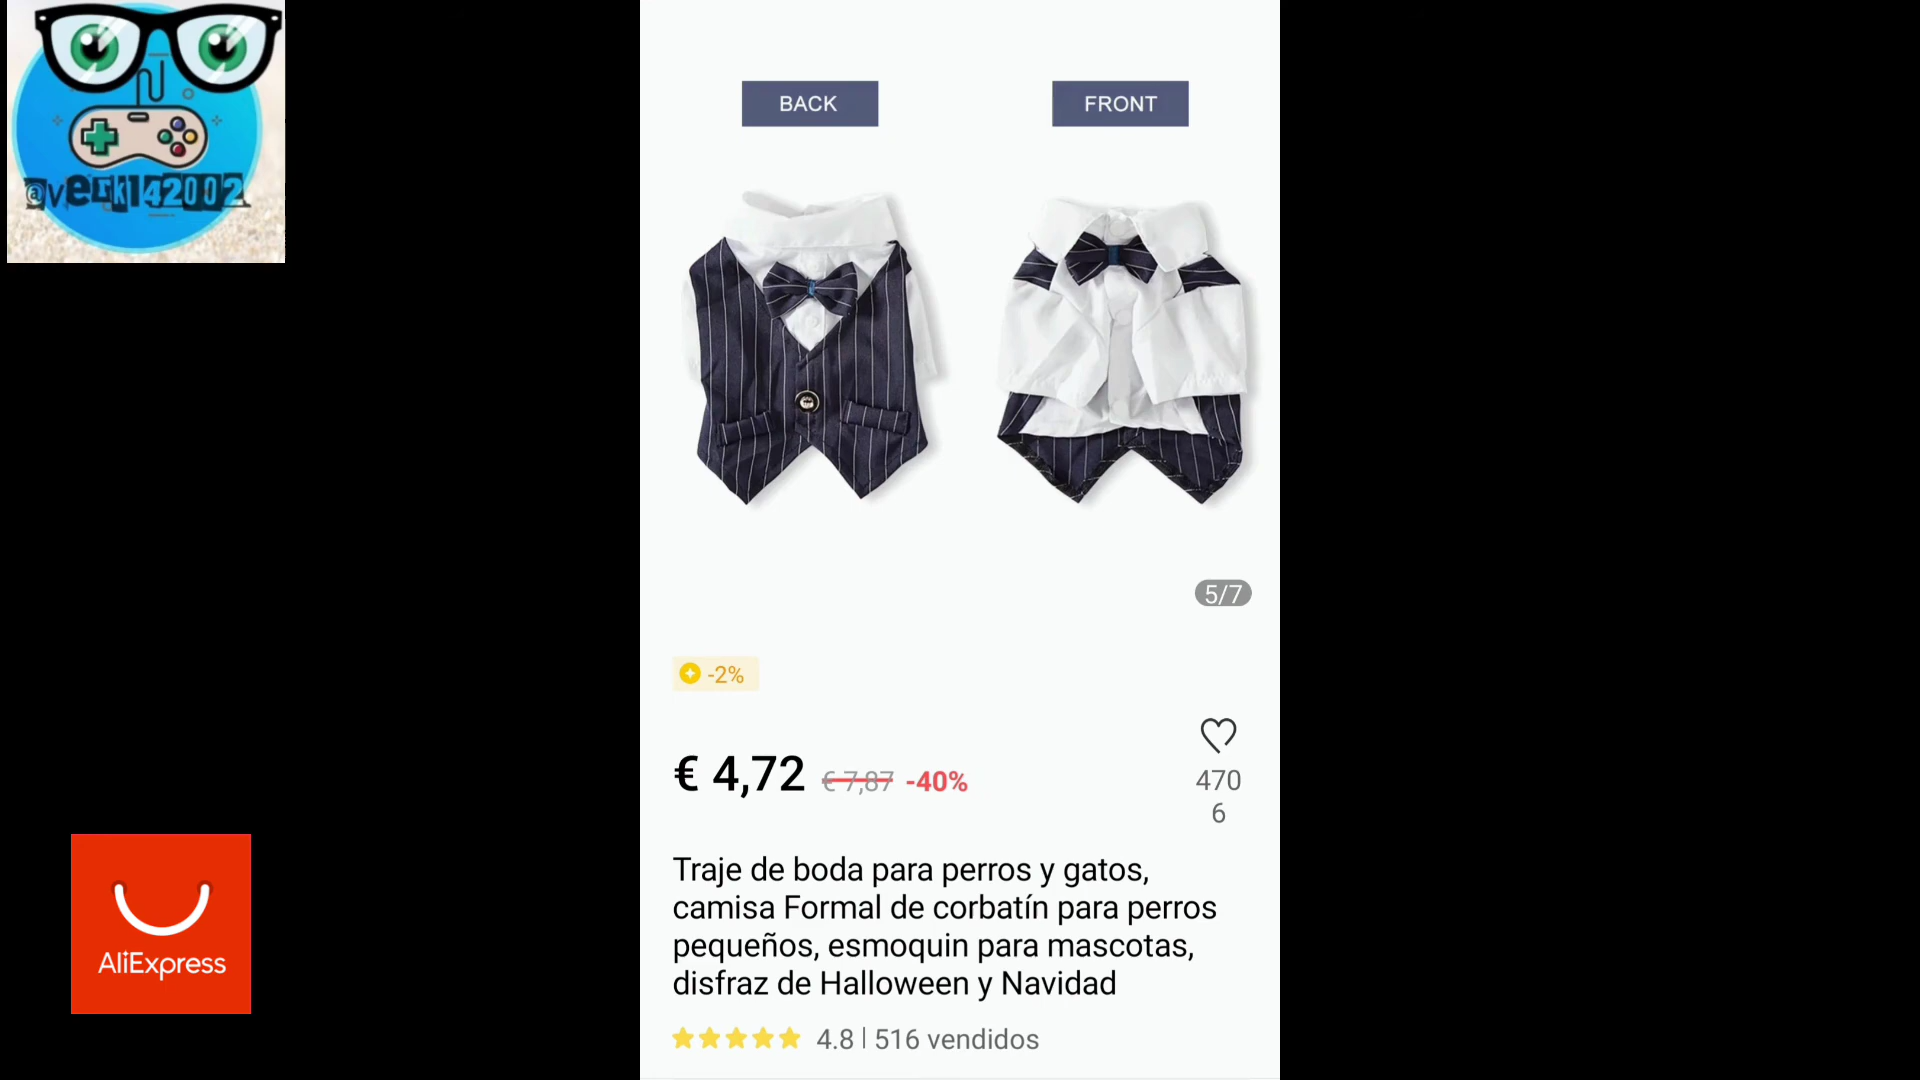 @verk142002
BACK
FRONT
5/7
-2%
€ 4,72 € 7,87 -40%
470
6
Traje de boda para perros y gatos,
camisa Formal de corbatín para perros
pequeños, esmoquin para mascotas,
disfraz de Halloween y Navidad
4.8 | 516 vendidos
AliExpress